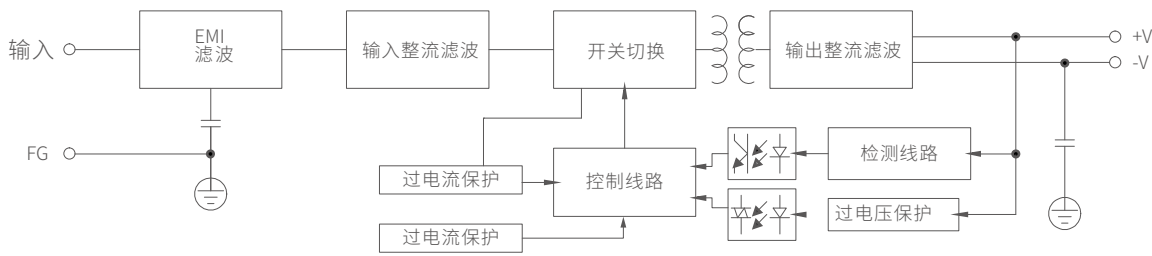 输入
EMI
滤波
输入整流滤波
开关切换
输出整流滤波
+V
-V
FG
过电流保护
控制线路
检测线路
过电压保护
过电流保护